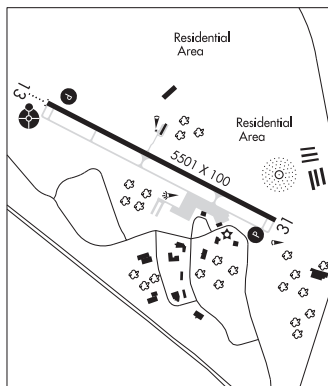 Residential
Area
13
P
Residential
Area
5501 X 100
31
P